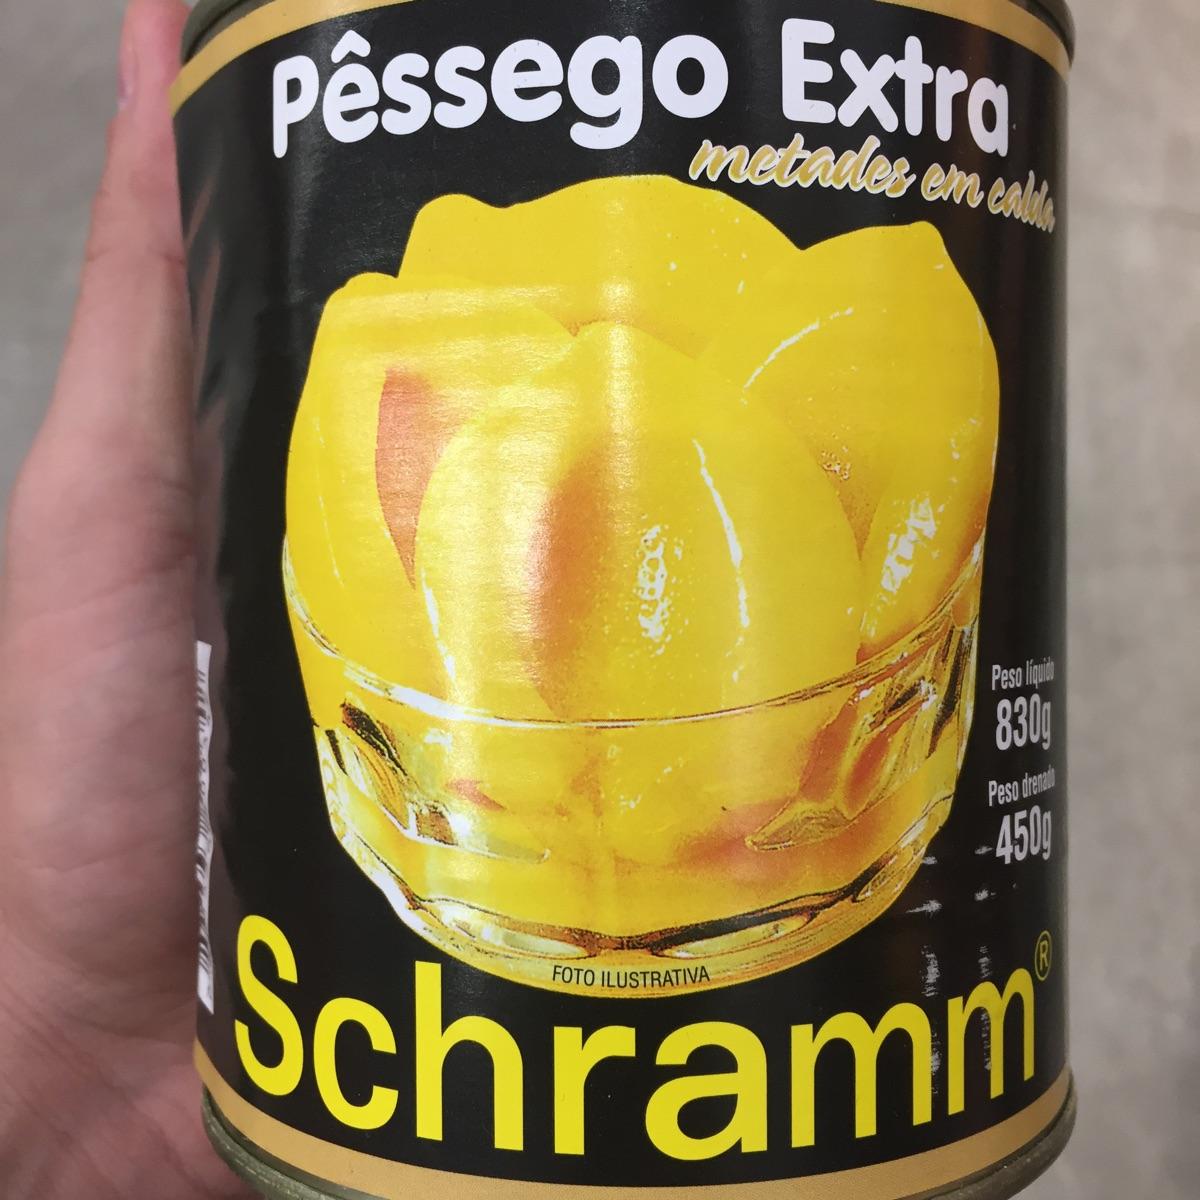 Pêssego Extra
metades em calda
Peso líquido
830g
Peso drenado
450g
FOTO ILUSTRATIVA
Schramm®